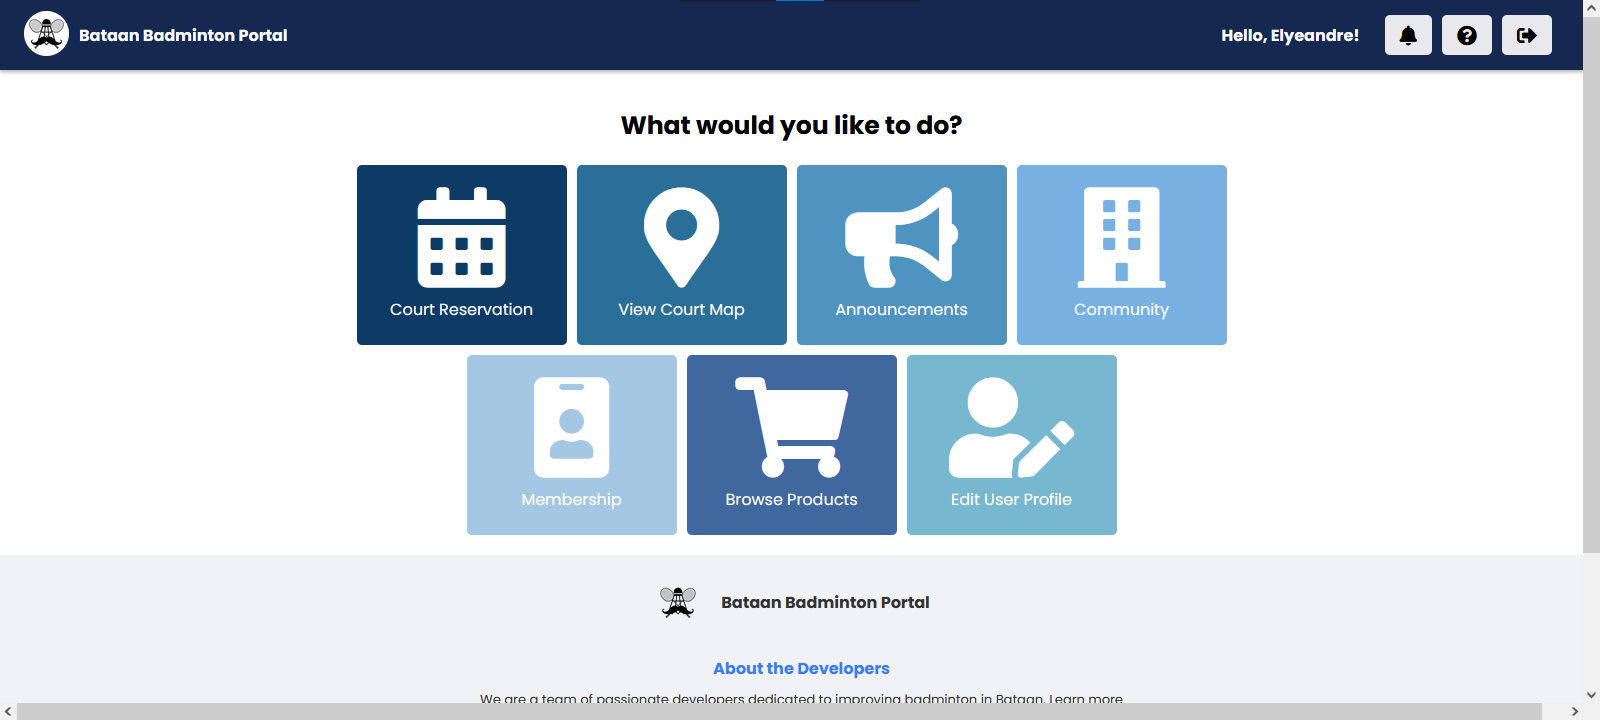 Bataan Badminton Portal
Hello, Elyeandre!
What would you like to do?
Court Reservation
View Court Map
Announcements
Community
Membership
Browse Products
Edit User Profile
Bataan Badminton Portal
About the Developers
We are a team of passionate developers dedicated to improving badminton in Bataan. Learn more